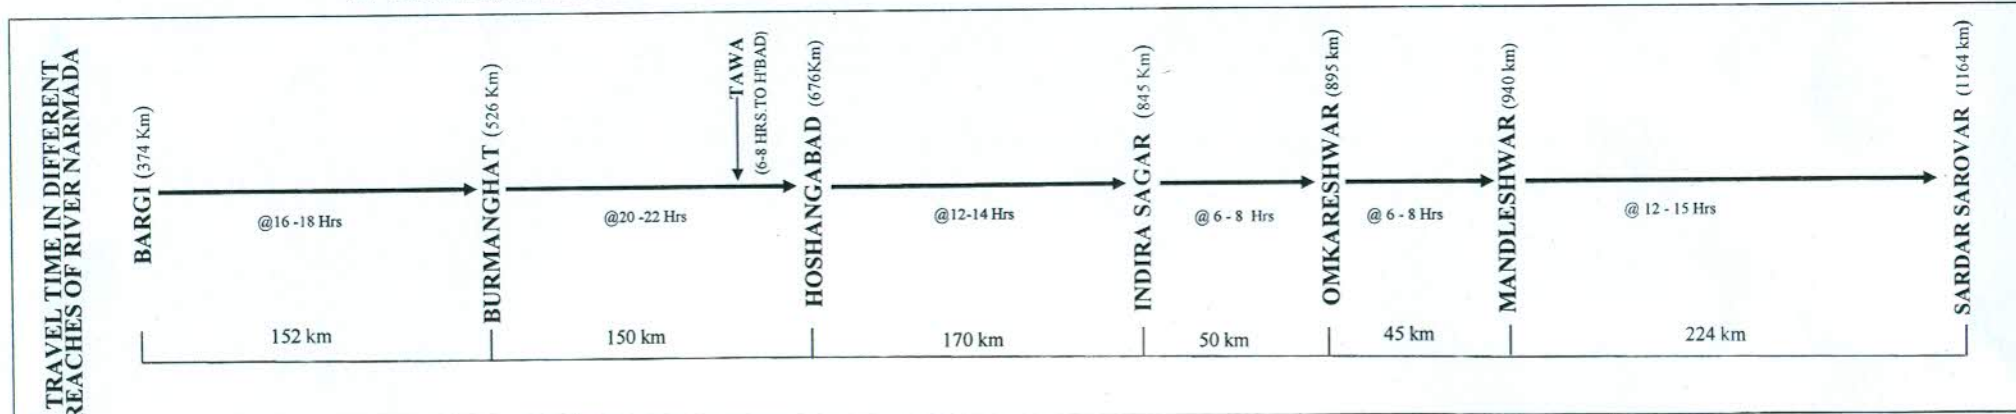 TRAVEL TIME IN DIFFERENT
REACHES OF RIVER NARMADA
BARGI (374 Km)
BURMANGHAT (526 Km)
TAWA
(6-8 HRS.TO H'BAD)
HOSHANGABAD (676Km)
INDIRA SAGAR (845 Km)
OMKARESHWAR (895 km)
MANDLESHWAR (940 km)
SARDAR SAROVAR (1164 km)
@16 -18 Hrs
@20 -22 Hrs
@12-14 Hrs
@ 6 - 8 Hrs
@ 6 - 8 Hrs
@ 12 - 15 Hrs
152 km
150 km
170 km
50 km
45 km
224 km